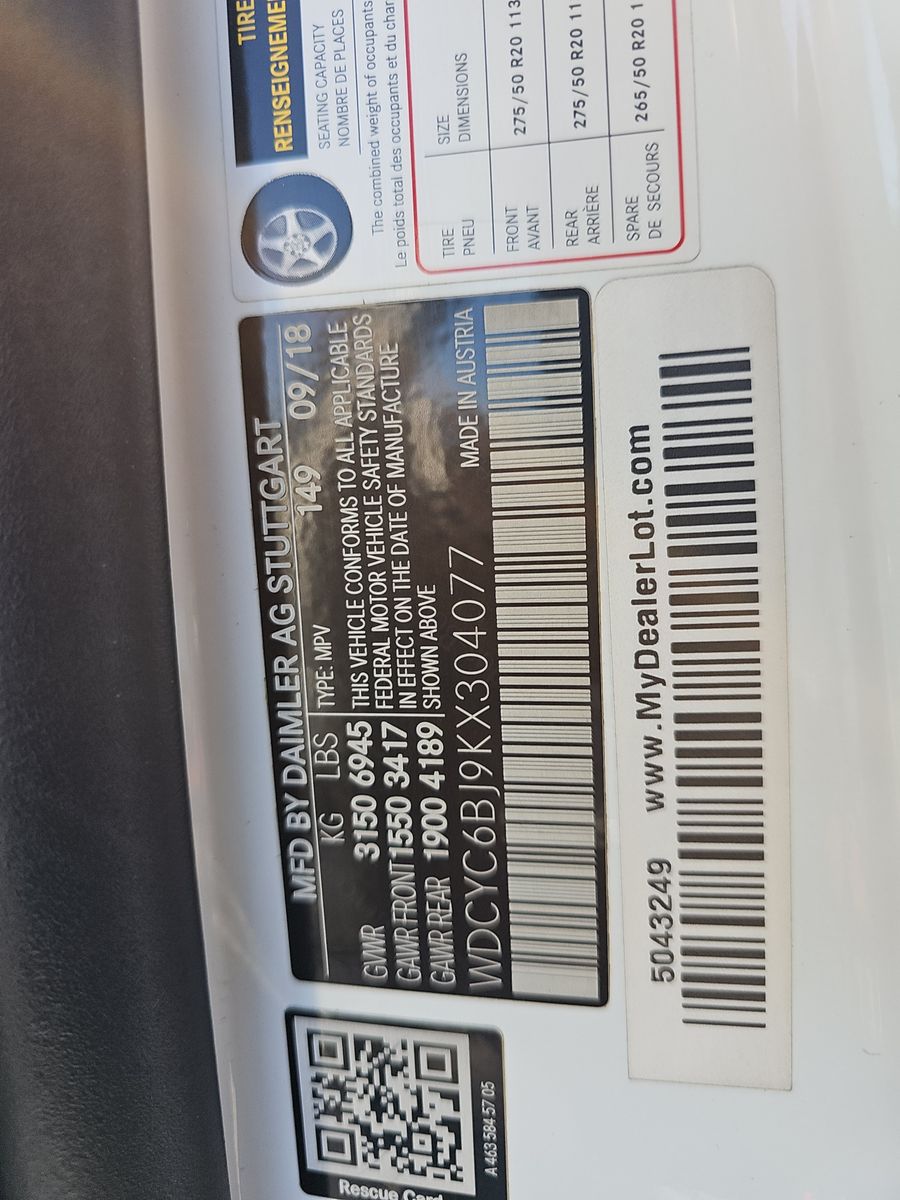 TIRE
RENSEIGNEME
SEATING CAPACITY
NOMBRE DE PLACES
The combined weight of occupants
Le poids total des occupants et du char
TIRE SIZE
PNEU DIMENSIONS
FRONT 275/50 R20 113
AVANT
REAR 275/50 R20 11
ARRIÈRE
SPARE 265/50 R20 1
DE SECOURS
MFD BY DAIMLER AG STUTTGART
149 09/18
KG LBS TYPE: MPV
GVWR 3150 6945 THIS VEHICLE CONFORMS TO ALL APPLICABLE
FEDERAL MOTOR VEHICLE SAFETY STANDARDS
GAWR FRONT 1550 3417 IN EFFECT ON THE DATE OF MANUFACTURE
GAWR REAR 1900 4189 SHOWN ABOVE
WDCYC6BJ9KX304077 MADE IN AUSTRIA
5043249 www.MyDealerLot.com
Rescue Card
A 463 584 57 05